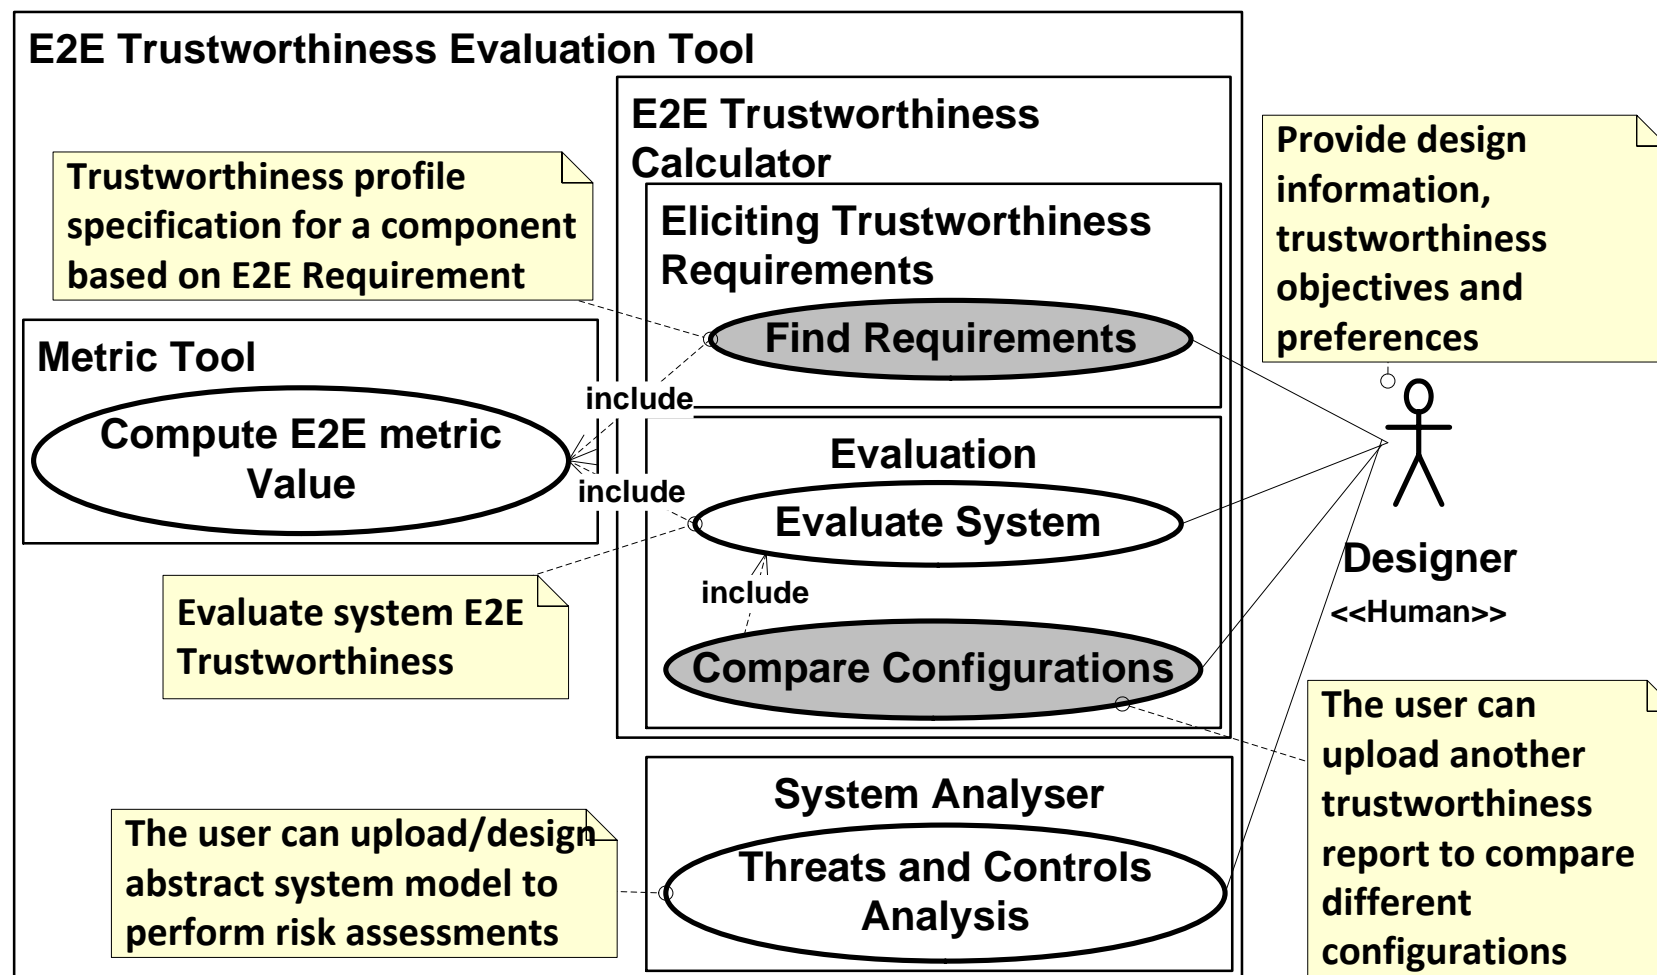 E2E Trustworthiness Evaluation Tool
E2E Trustworthiness
Calculator
Trustworthiness profile
specification for a component
based on E2E Requirement
Eliciting Trustworthiness
Requirements
Find Requirements
Provide design
information,
trustworthiness
objectives and
preferences
Metric Tool
Compute E2E metric
Value
include
include
Evaluation
Evaluate System
include
Compare Configurations
Designer
<<Human>>
Evaluate system E2E
Trustworthiness
The user can
upload another
trustworthiness
report to compare
different
configurations
System Analyser
Threats and Controls
Analysis
The user can upload/design
abstract system model to
perform risk assessments